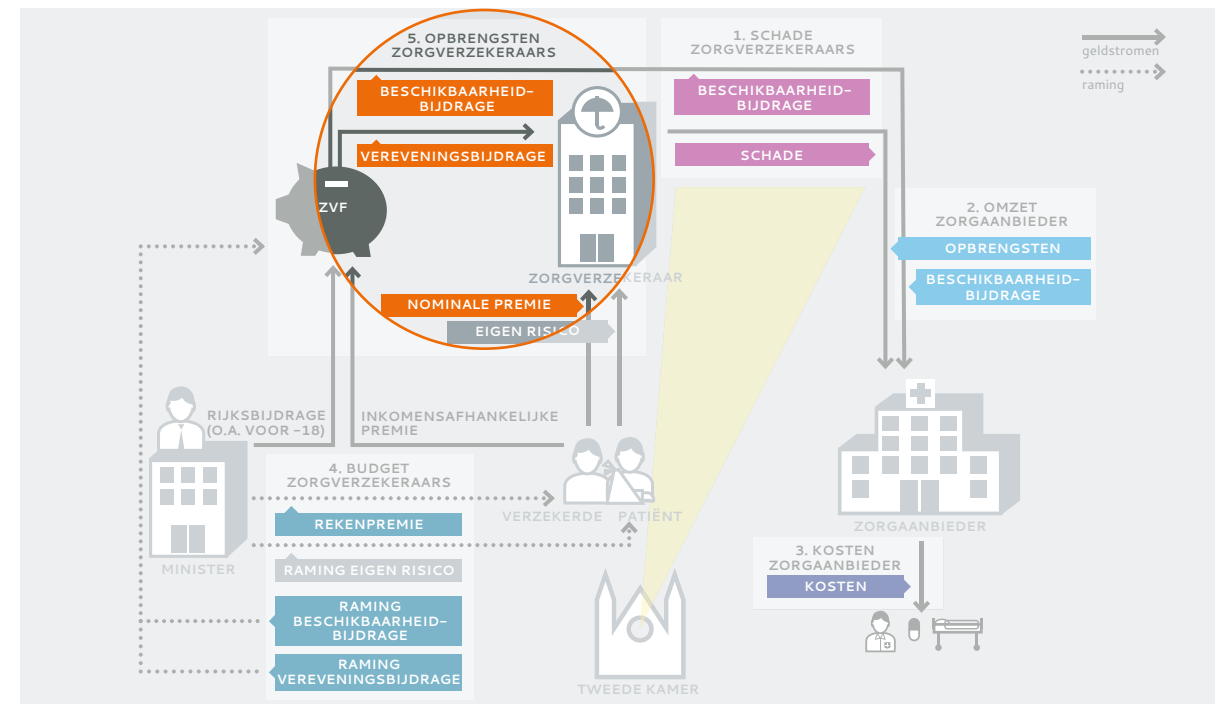 5. OPBRENGSTEN
ZORGVERZEKERAARS
BESCHIKBAARHEID-
BIJDRAGE
VEREVENINGSBIJDRAGE
ZVF
ZORGVERZEKERAAR
NOMINALE PREMIE
EIGEN RISICO
1. SCHADE
ZORGVERZEKERAARS
BESCHIKBAARHEID-
BIJDRAGE
SCHADE
geldstromen
raming
2. OMZET
ZORGAANBIEDER
OPBRENGSTEN
BESCHIKBAARHEID-
BIJDRAGE
RIJKSBIJDRAGE
(O.A. VOOR -18)
INKOMENSAFHANKELIJKE
PREMIE
4. BUDGET
ZORGVERZEKERAARS
REKENPREMIE
RAMING EIGEN RISICO
RAMING
BESCHIKBAARHEID-
BIJDRAGE
RAMING
VEREVENINGSBIJDRAGE
MINISTER
VERZEKERDE
PATIËNT
ZORGAANBIEDER
3. KOSTEN
ZORGAANBIEDER
KOSTEN
TWEEDE KAMER